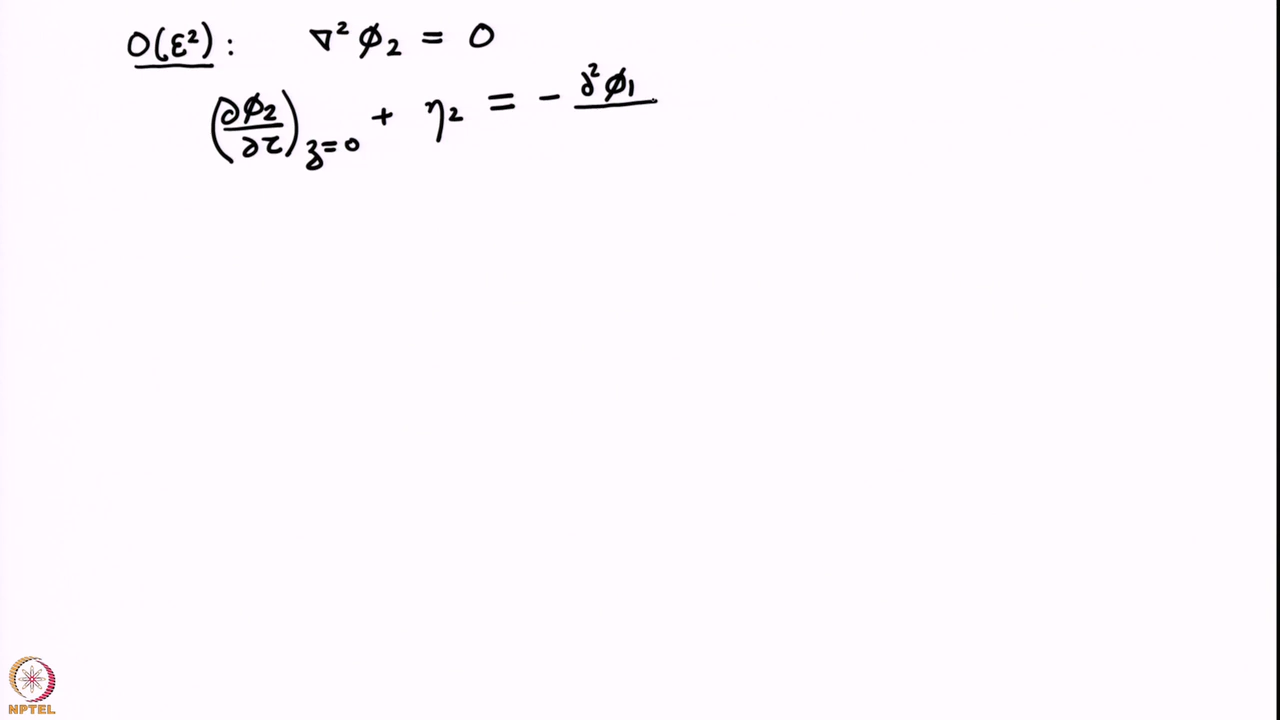 O(ε²): ∇²ϕ₂ = 0
(∂ϕ₂/∂τ)_{z=0} + η₂ = − ∂²ϕ₁
NPTEL